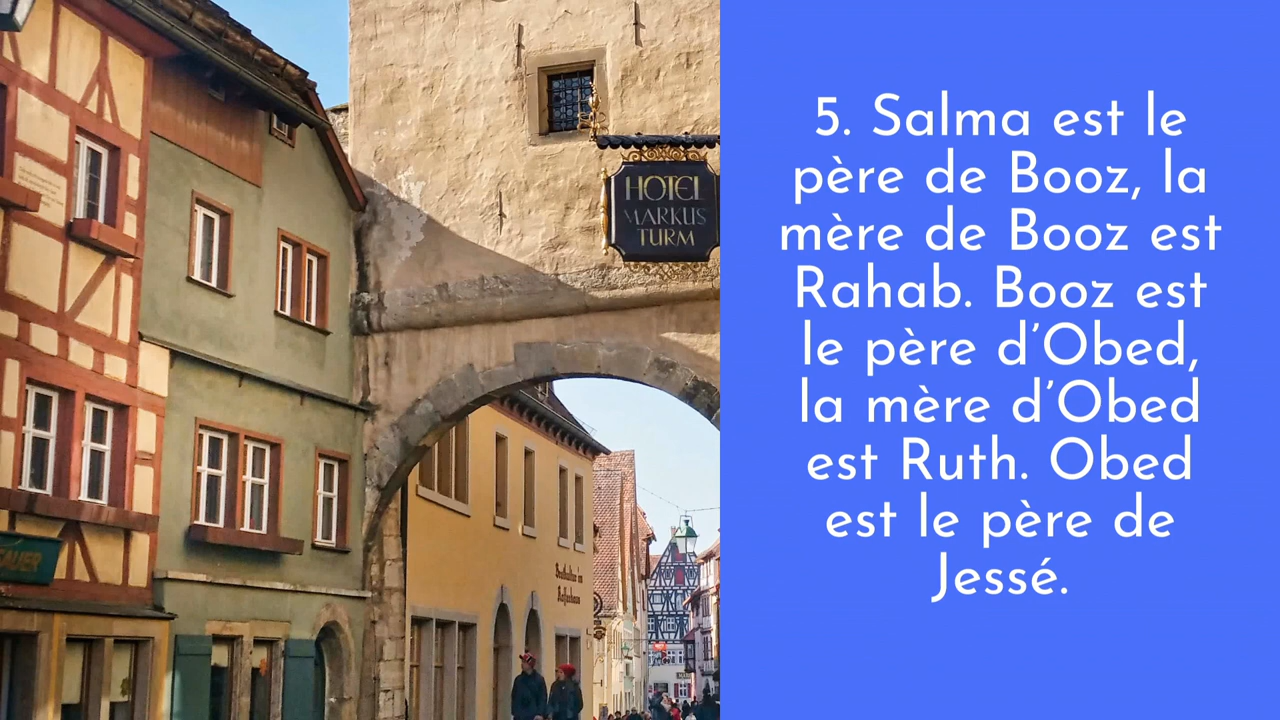 HOTEL
MARKUS
TURM
5. Salma est le
père de Booz, la
mère de Booz est
Rahab. Booz est
le père d’Obed,
la mère d’Obed
est Ruth. Obed
est le père de
Jessé.